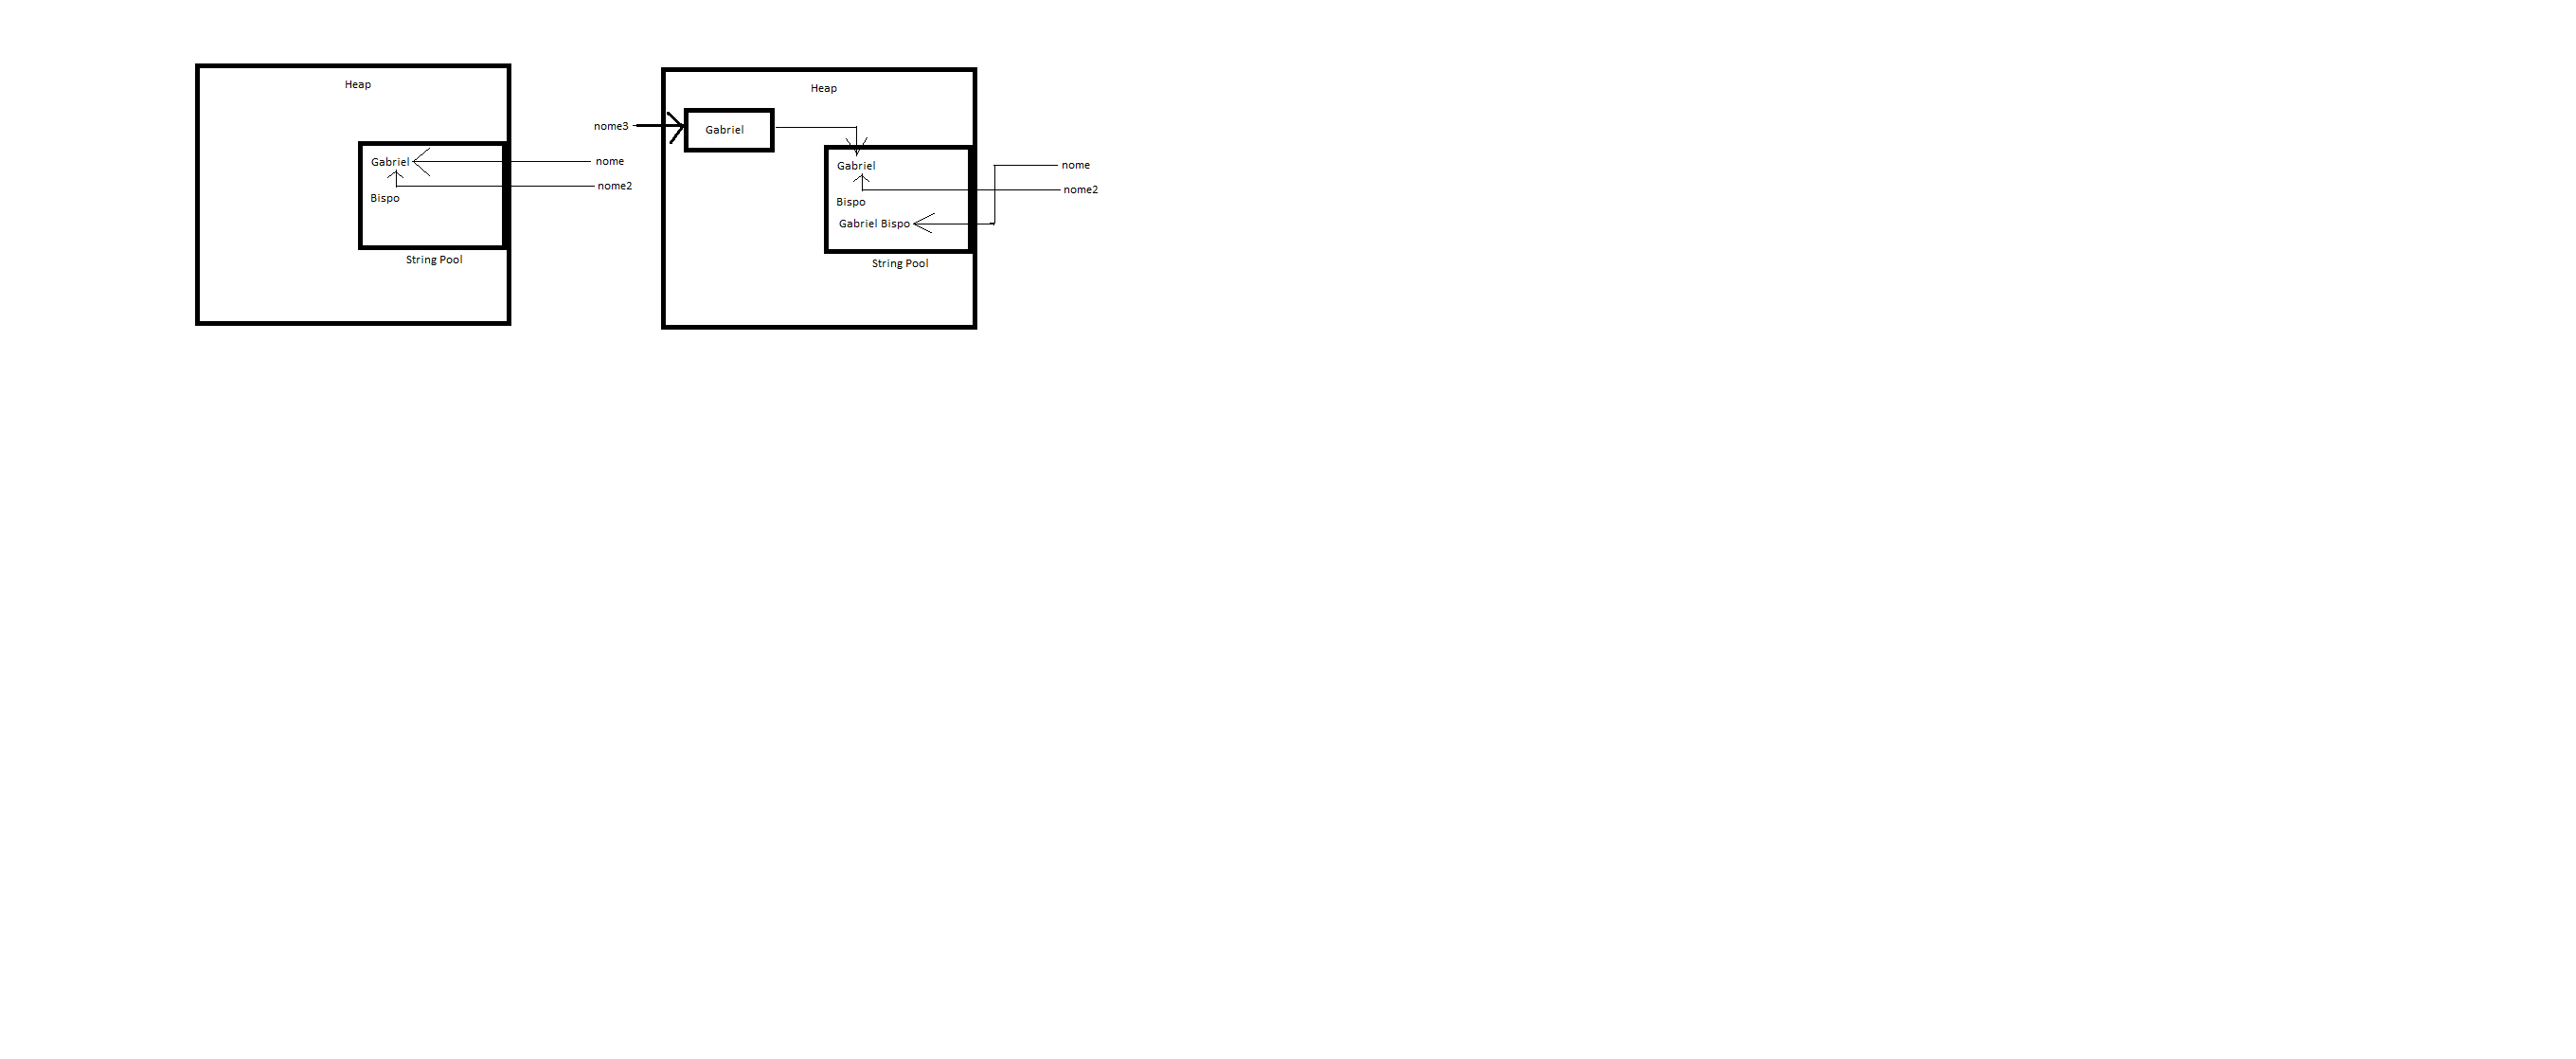 Heap
Gabriel
nome
nome2
Bispo
String Pool
Heap
nome3
Gabriel
Gabriel
nome
nome2
Bispo
Gabriel Bispo
String Pool